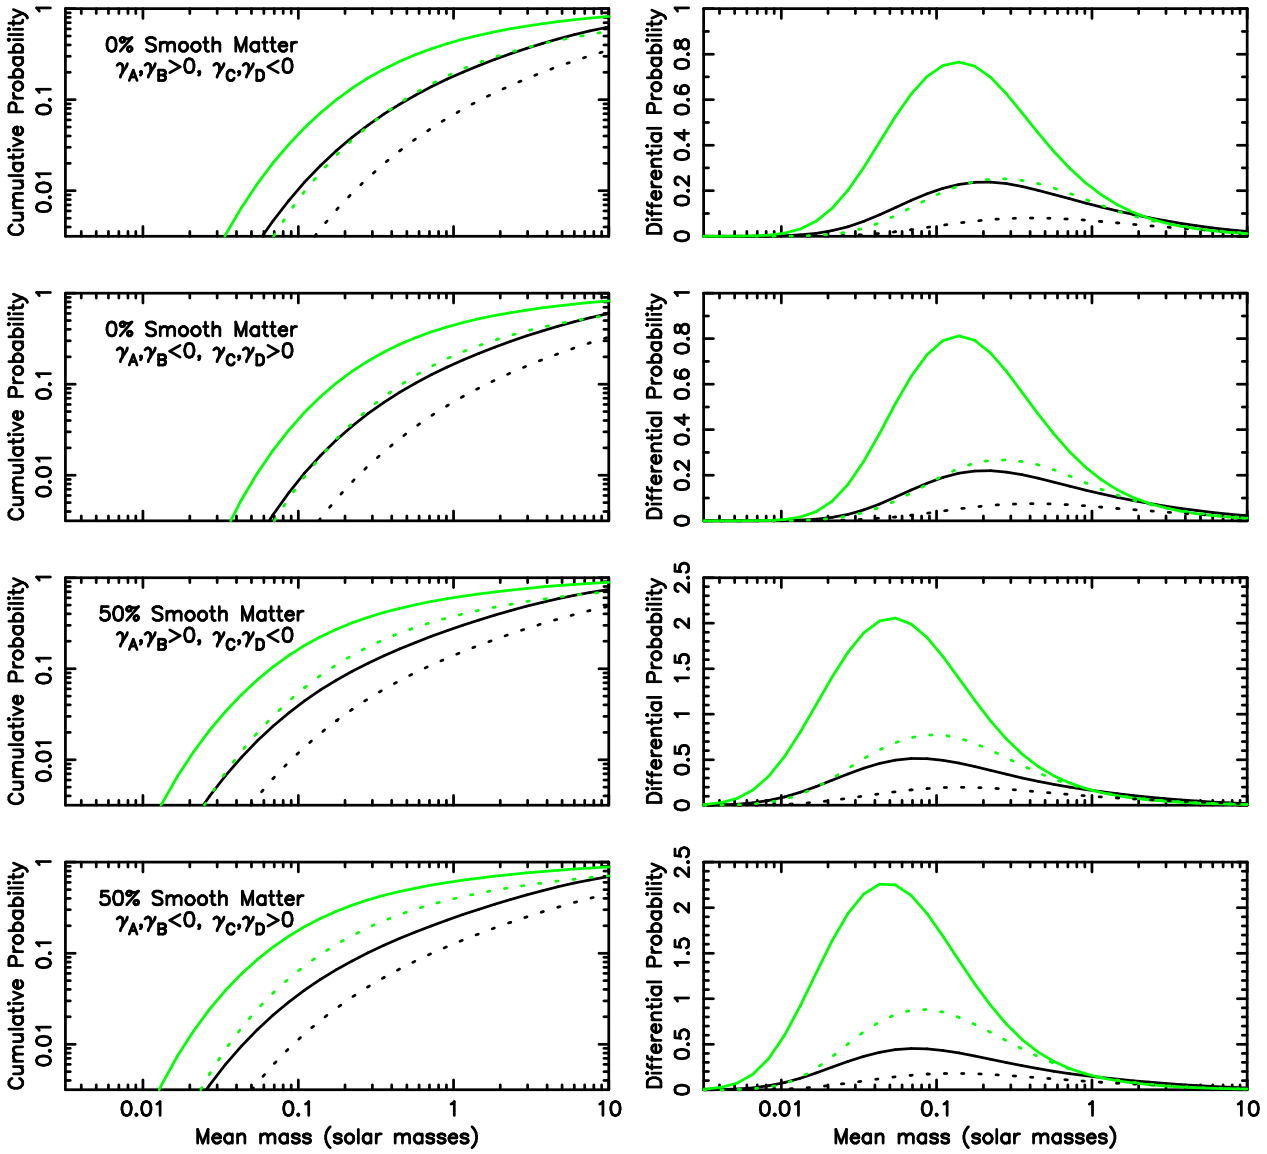 Cumulative Probability
1
0.1
0.01
0% Smooth Matter
γA,γB>0, γC,γD<0
Differential Probability
1
0.8
0.6
0.4
0.2
0
Cumulative Probability
1
0.1
0.01
0% Smooth Matter
γA,γB<0, γC,γD>0
Differential Probability
1
0.8
0.6
0.4
0.2
0
Cumulative Probability
1
0.1
0.01
50% Smooth Matter
γA,γB>0, γC,γD<0
Differential Probability
2.5
2
1.5
1
0.5
0
Cumulative Probability
1
0.1
0.01
50% Smooth Matter
γA,γB<0, γC,γD>0
Differential Probability
2.5
2
1.5
1
0.5
0
0.01 0.1 1 10
Mean mass (solar masses)
0.01 0.1 1 10
Mean mass (solar masses)